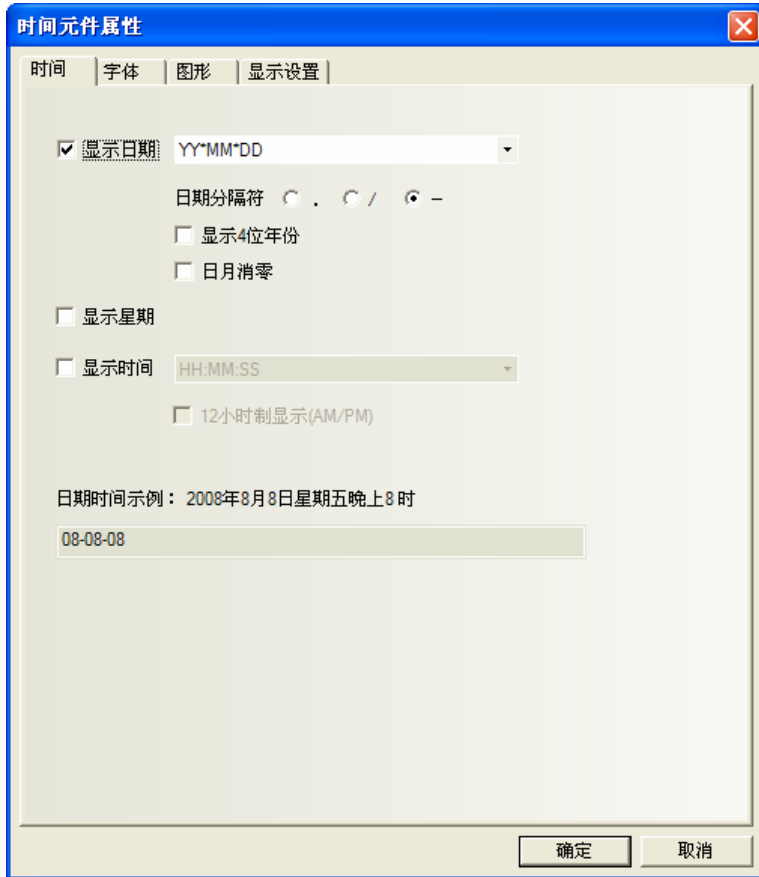 时间元件属性
时间 字体 图形 显示设置
显示日期 YY*MM*DD
日期分隔符 . / –
显示4位年份
日月消零
显示星期
显示时间 HH:MM:SS
12小时制显示(AM/PM)
日期时间示例： 2008年8月8日星期五晚上8时
08-08-08
确定 取消